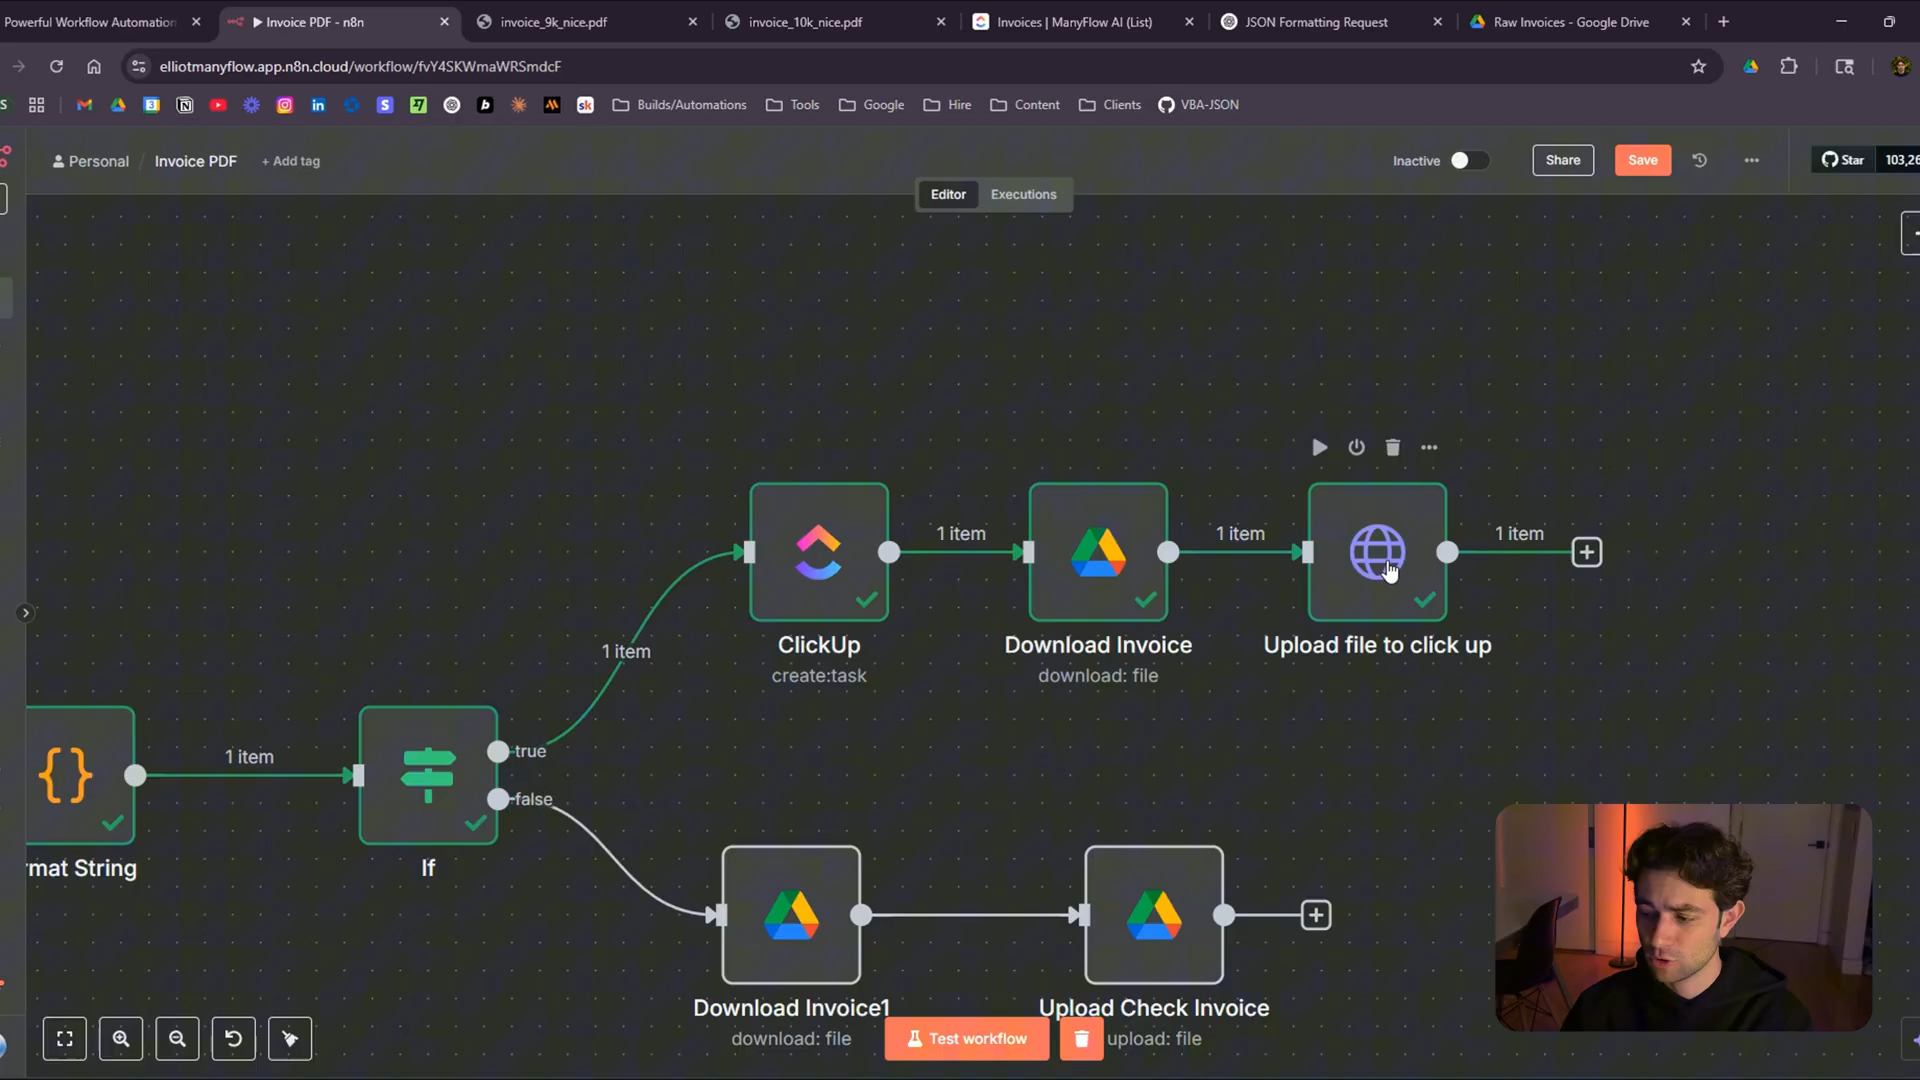 Powerful Workflow Automation
Invoice PDF - n8n
invoice_9k_nice.pdf
invoice_10k_nice.pdf
Invoices | ManyFlow AI (List)
JSON Formatting Request
Raw Invoices - Google Drive
elliotmanyflow.app.n8n.cloud/workflow/fvY4SKWmaWRSmdcF
Builds/Automations
Tools
Google
Hire
Content
Clients
VBA-JSON
Personal / Invoice PDF + Add tag
Inactive
Share
Save
Star
103,26
Editor
Executions
1 item
1 item
1 item
ClickUp
create:task
Download Invoice
download: file
Upload file to click up
1 item
1 item
true
false
rmat String
If
Download Invoice1
download: file
Upload Check Invoice
upload: file
Test workflow